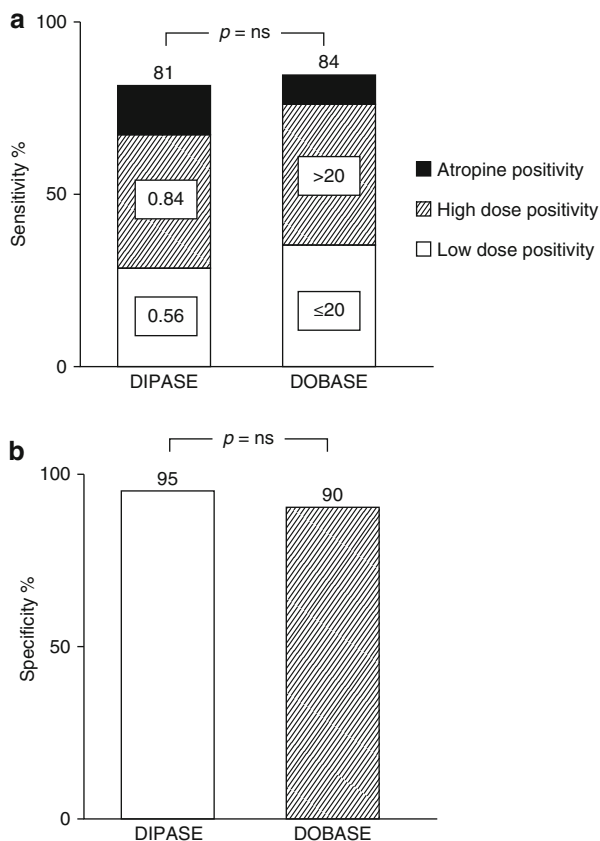 a
100
p = ns
81
84
Sensitivity %
50
0
0.84
0.56
>20
≤20
DIPASE
DOBASE
Atropine positivity
High dose positivity
Low dose positivity
b
p = ns
100
95
90
Specificity %
50
0
DIPASE
DOBASE